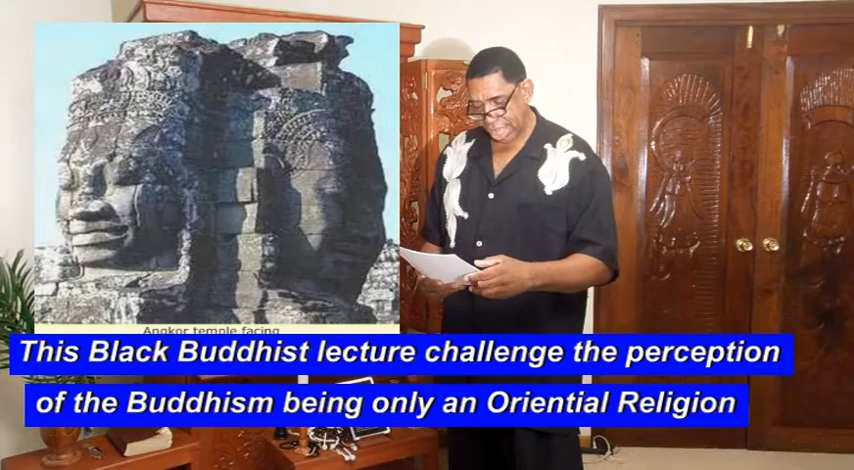 Angkor temple facing
This Black Buddhist lecture challenge the perception
of the Buddhism being only an Oriential Religion